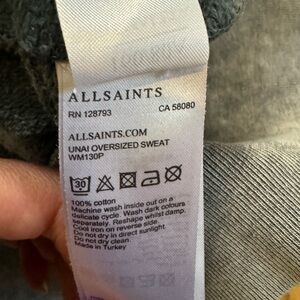 ALLSAINTS
RN 128793 CA 58080
ALLSAINTS.COM
UNAI OVERSIZED SWEAT
WM130P
30
100% cotton
Machine wash inside out on a
delicate cycle. Wash dark colours
separately. Reshape whilst damp.
Cool iron on reverse side.
Do not dry in direct sunlight
Do not dry clean
Made in Turkey